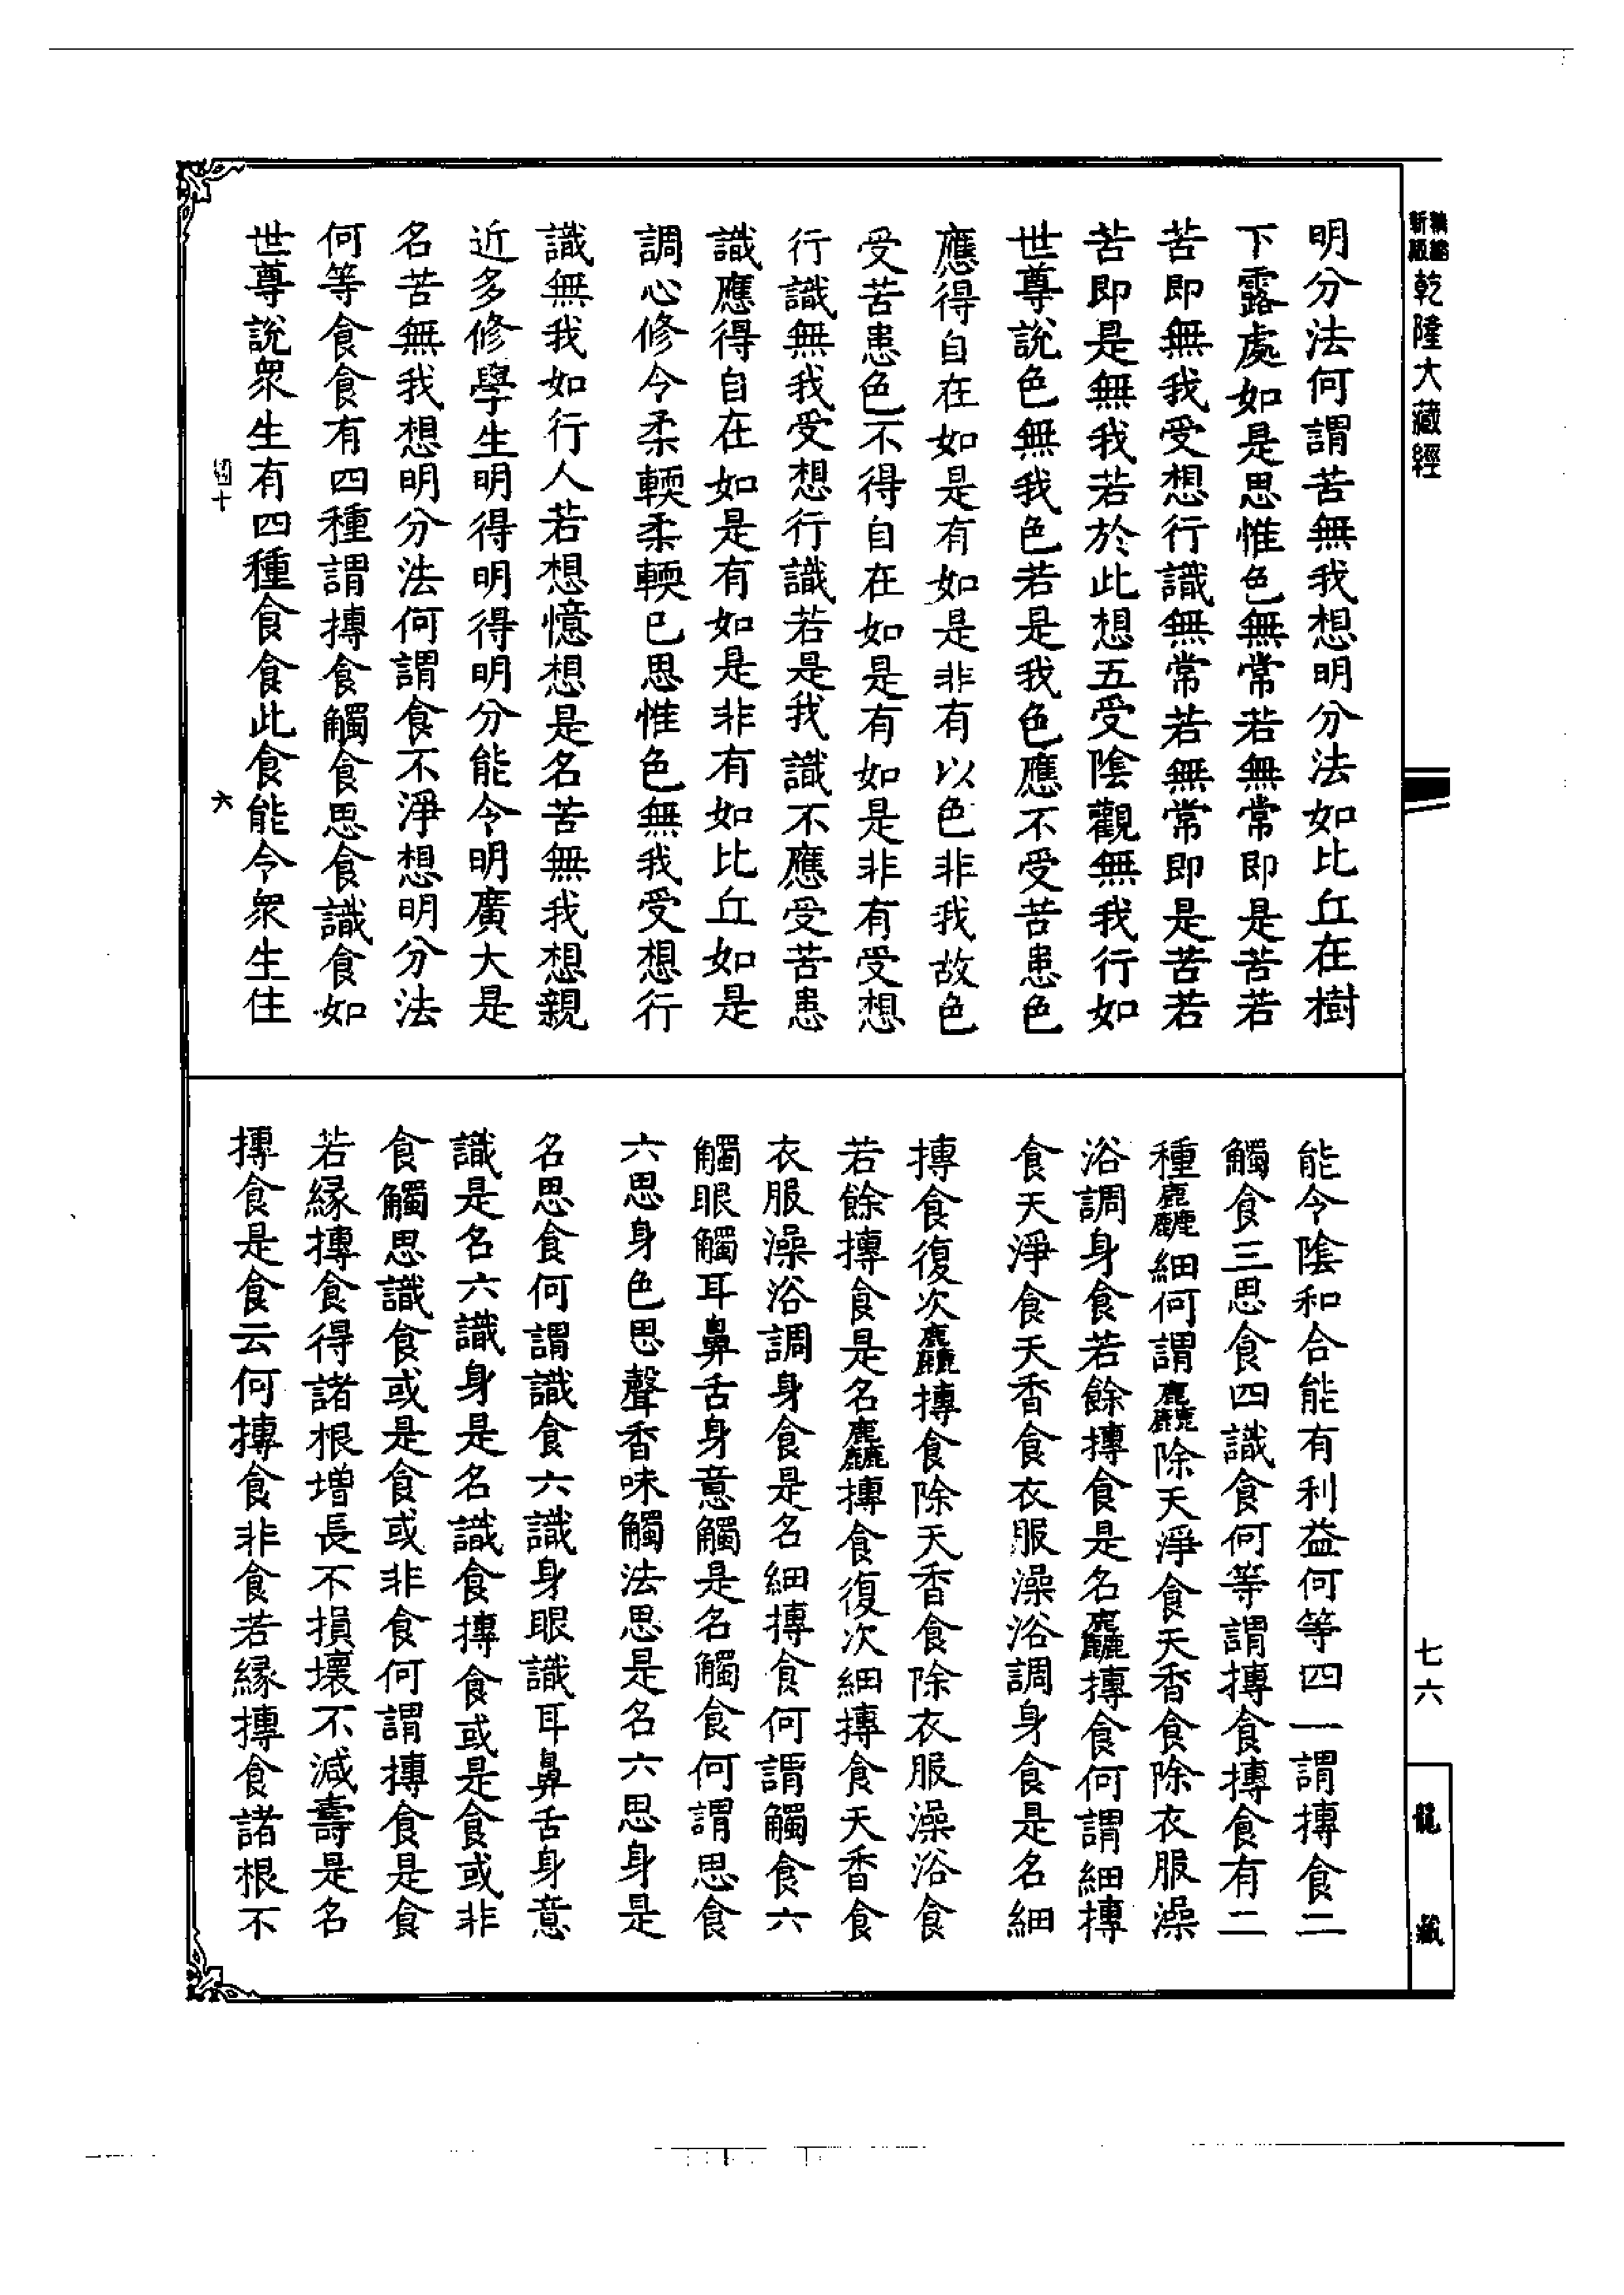 乾隆大藏經
明分法何謂苦無我想明分法如比丘在樹
下露處如是思惟色無常若無常即是苦若
苦即無我受想行識無常若無常即是苦若
苦即是無我若於此想五受陰觀無我行如
世尊說色無我色若是我色應不受苦患色
應得自在如是有如是非有以色非我故色
受苦患色不得自在如是有如是非有受想
行識無我受想行識若是我識不應受苦患
識應得自在如是有如是非有如比丘如是
調心修令柔輭柔輭已思惟色無我受想行
識無我如行人若想憶想是名苦無我想親
近多修學生明得明得明分能令明廣大是
名苦無我想明分法何謂食不淨想明分法
何等食食有四種謂摶食觸食思食識食如
世尊說衆生有四種食食此食能令衆生住
十 六
能令陰和合能有利益何等四一謂摶食二
觸食三思食四識食何等謂摶食摶食有二
種麤細何謂麤除天淨食天香食除衣服澡
浴調身食若餘摶食是名麤摶食何謂細摶
食天淨食天香食衣服澡浴調身食是名細
摶食復次麤摶食除天香食除衣服澡浴食
若餘摶食是名麤摶食復次細摶食天香食
衣服澡浴調身食是名細摶食何謂觸食六
觸眼觸耳鼻舌身意觸是名觸食何謂思食
六思身色思聲香味觸法思是名六思身是
名思食何謂識食六識身眼識耳鼻舌身意
識是名六識身是名識食摶食或是食或非
食觸思識食或是食或非食何謂摶食是食
若緣摶食得諸根增長不損壞不減壽是名
摶食是食云何摶食非食若緣摶食諸根不
七六
龍藏